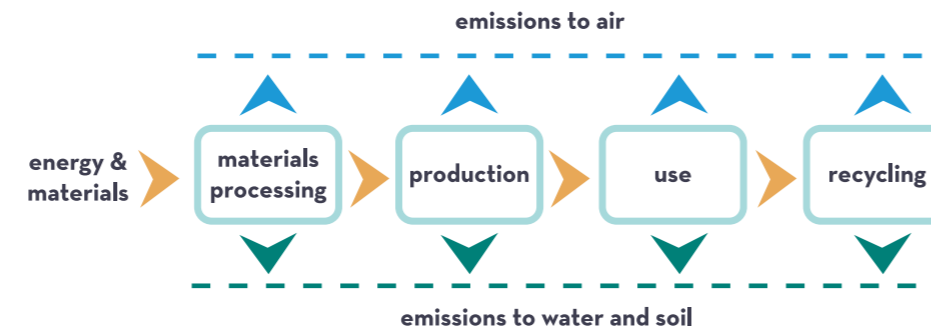 emissions to air
energy &
materials
materials
processing
production
use
recycling
emissions to water and soil